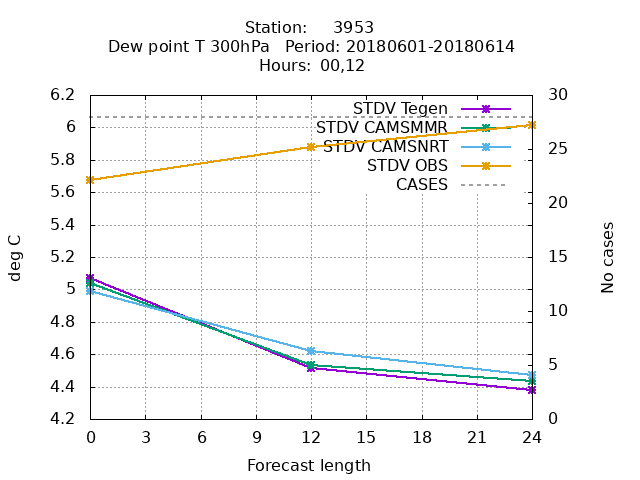 Station:     3953
Dew point T 300hPa   Period: 20180601-20180614
Hours:  00,12
6.2
6
5.8
5.6
5.4
5.2
5
4.8
4.6
4.4
4.2
deg C
STDV Tegen
STDV CAMSMMR
STDV CAMSNRT
STDV OBS
CASES
30
25
20
15
10
5
0
No cases
0 3 6 9 12 15 18 21 24
Forecast length